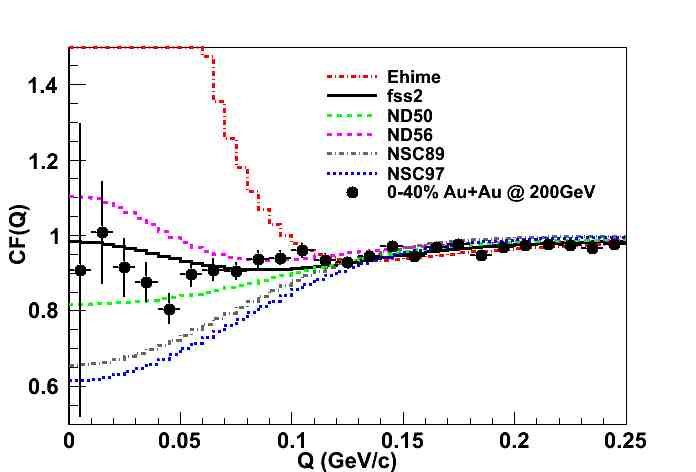 1.4
1.2
1
0.8
0.6
CF(Q)
Ehime
fss2
ND50
ND56
NSC89
NSC97
0-40% Au+Au @ 200GeV
0 0.05 0.1 0.15 0.2 0.25
Q (GeV/c)